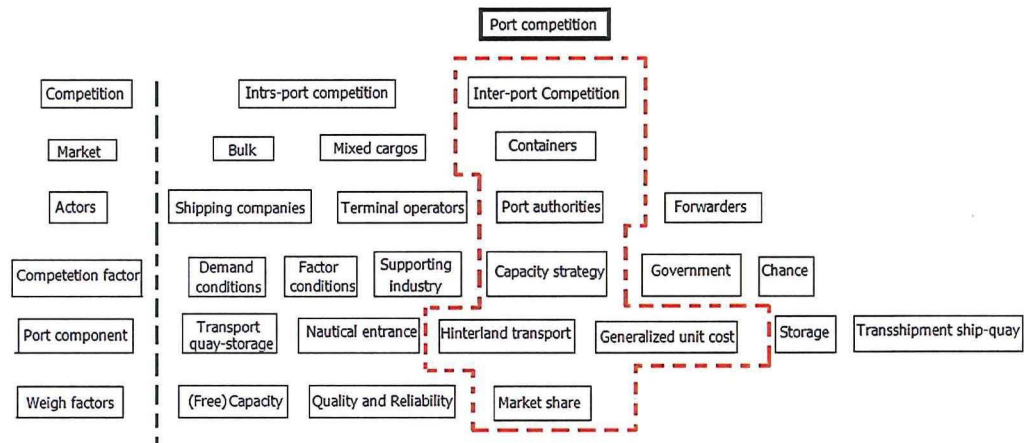 Port competition
Competition
Intrs-port competition
Inter-port Competition
Market
Bulk
Mixed cargos
Containers
Actors
Shipping companies
Terminal operators
Port authorities
Forwarders
Competetion factor
Demand
conditions
Factor
conditions
Supporting
industry
Capacity strategy
Government
Chance
Port component
Transport
quay-storage
Nautical entrance
Hinterland transport
Generalized unit cost
Storage
Transshipment ship-quay
Weigh factors
(Free) Capacity
Quality and Reliability
Market share